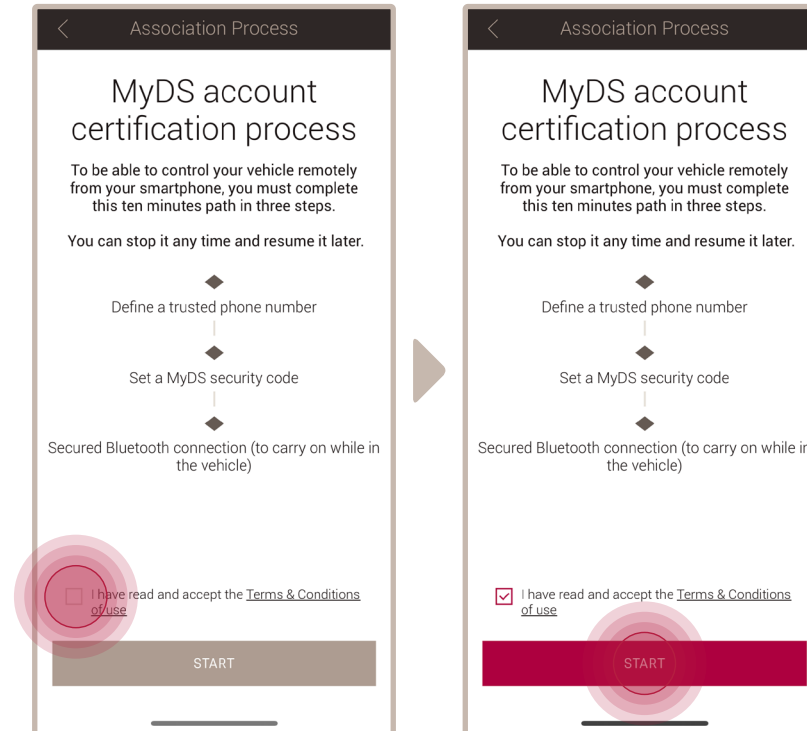 Association Process
MyDS account
certification process
To be able to control your vehicle remotely
from your smartphone, you must complete
this ten minutes path in three steps.
You can stop it any time and resume it later.
Define a trusted phone number
Set a MyDS security code
Secured Bluetooth connection (to carry on while in
the vehicle)
I have read and accept the Terms & Conditions
of use
START
Association Process
MyDS account
certification process
To be able to control your vehicle remotely
from your smartphone, you must complete
this ten minutes path in three steps.
You can stop it any time and resume it later.
Define a trusted phone number
Set a MyDS security code
Secured Bluetooth connection (to carry on while in
the vehicle)
I have read and accept the Terms & Conditions
of use
START